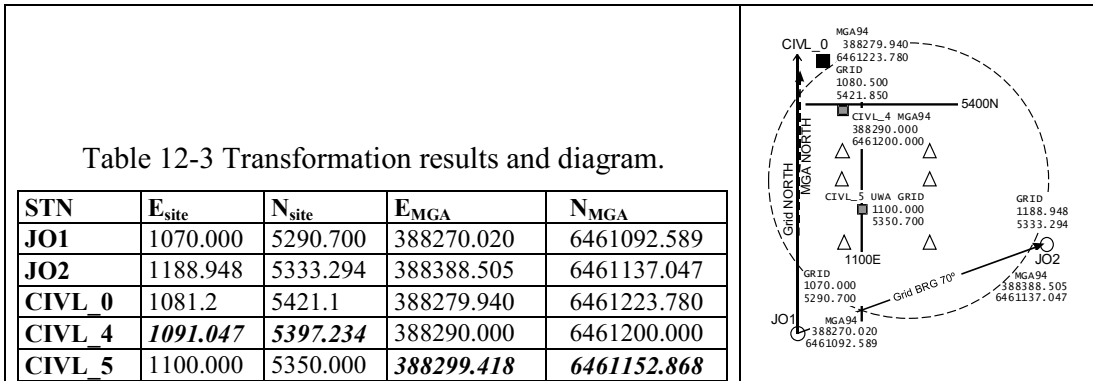 Table 12-3 Transformation results and diagram.
STN E_site N_site E_MGA N_MGA
JO1 1070.000 5290.700 388270.020 6461092.589
JO2 1188.948 5333.294 388388.505 6461137.047
CIVL_0 1081.2 5421.1 388279.940 6461223.780
CIVL_4 1091.047 5397.234 388290.000 6461200.000
CIVL_5 1100.000 5350.000 388299.418 6461152.868
MGA94
CIVL_0 388279.940
6461223.780
GRID
1080.500
5421.850
5400N
CIVL_4 MGA94
388290.000
6461200.000
MGA NORTH
Grid NORTH
CIVL_5 UWA GRID
1100.000
5350.700
1100E
GRID
1188.948
5333.294
JO2
MGA94
388388.505
6461137.047
Grid BRG 70º
GRID
1070.000
5290.700
JO1
MGA94
388270.020
6461092.589